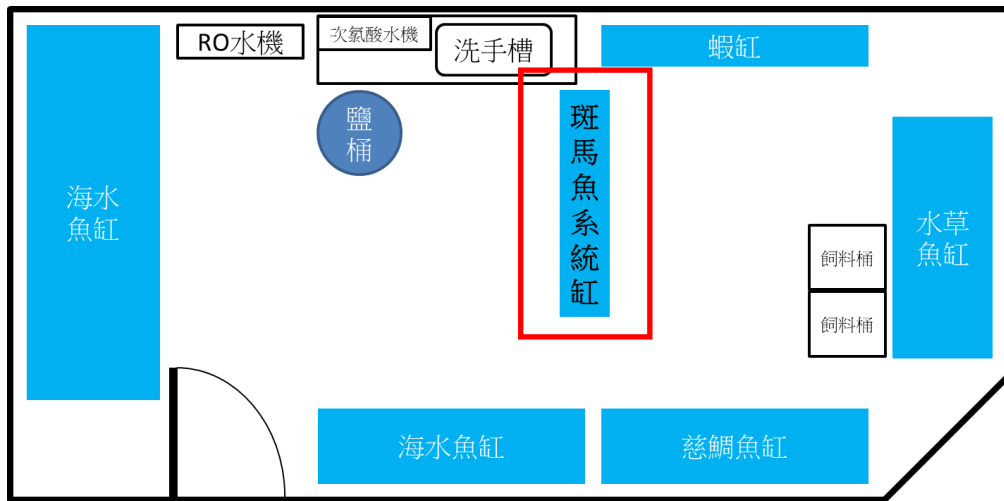 RO水機
次氯酸水機
洗手槽
蝦缸
鹽
桶
斑
馬
魚
系
統
缸
海水
魚缸
水草
魚缸
飼料桶
飼料桶
海水魚缸
慈鯛魚缸